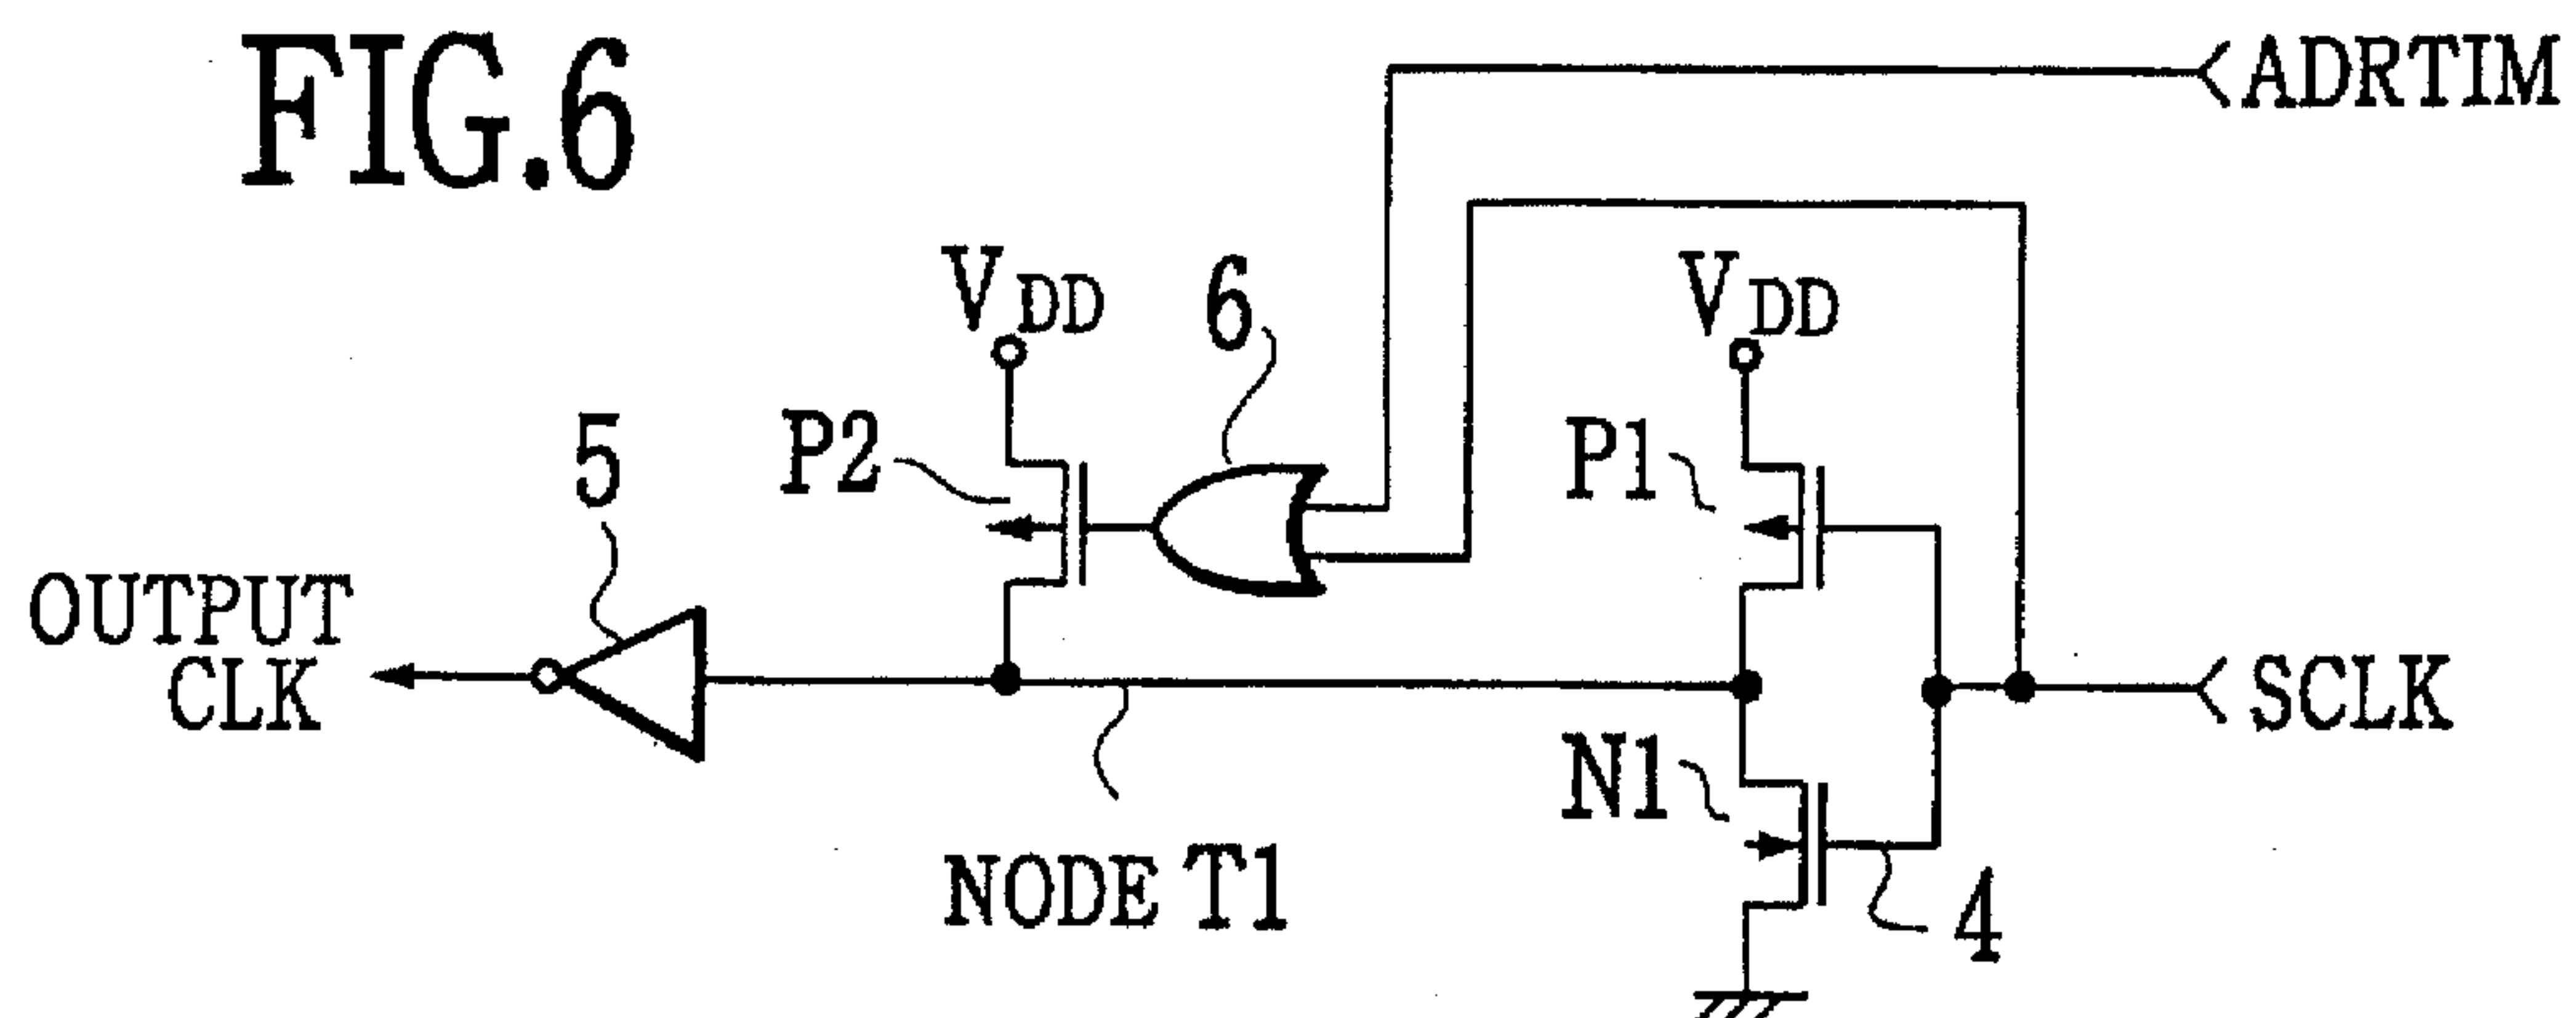 FIG.6
ADRTIM
VDD
6
VDD
5
P2
P1
OUTPUT
CLK
SCLK
N1
NODE T1
4